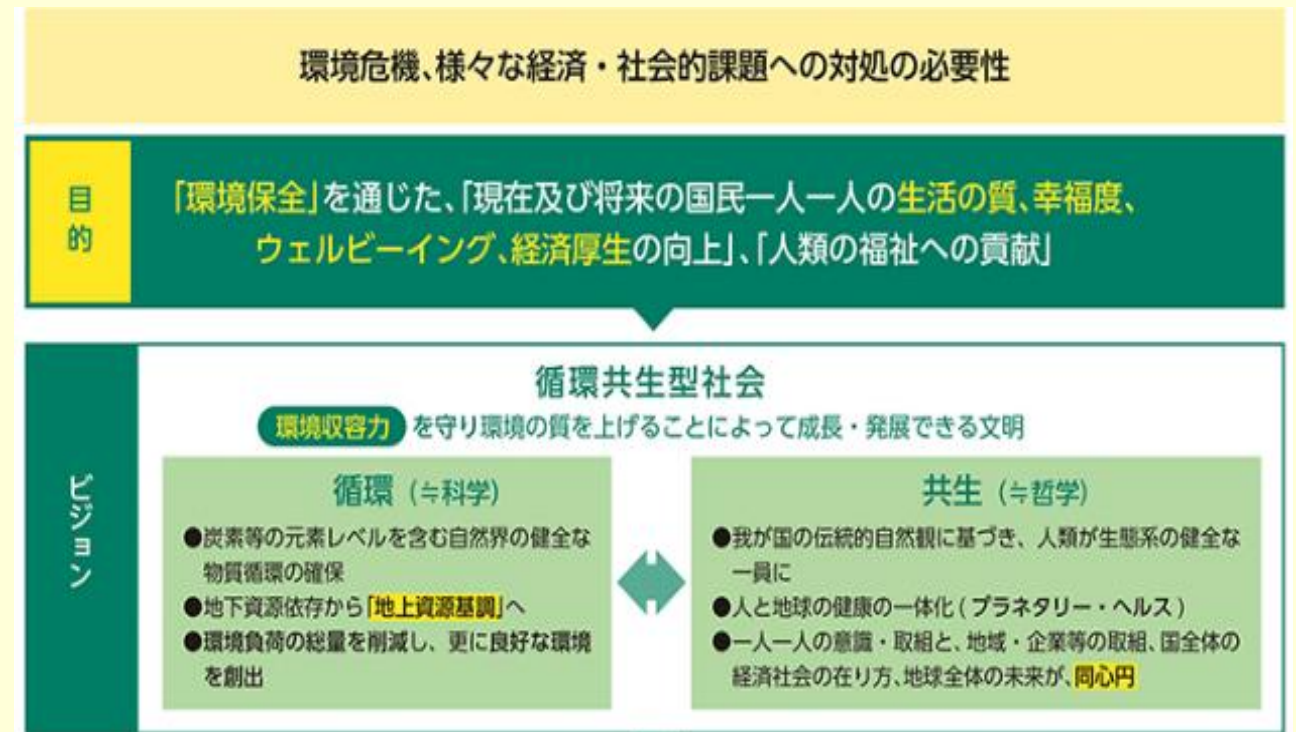 環境危機、様々な経済・社会的課題への対処の必要性
目的
「環境保全」を通じた、「現在及び将来の国民一人一人の生活の質、幸福度、
ウェルビーイング、経済厚生の向上」、「人類の福祉への貢献」
ビジョン
循環共生型社会
環境収容力 を守り環境の質を上げることによって成長・発展できる文明
循環（≒科学）
●炭素等の元素レベルを含む自然界の健全な
物質循環の確保
●地下資源依存から「地上資源基調」へ
●環境負荷の総量を削減し、更に良好な環境
を創出
共生（≒哲学）
●我が国の伝統的自然観に基づき、人類が生態系の健全な
一員に
●人と地球の健康の一体化 ( プラネタリー・ヘルス )
●一人一人の意識・取組と、地域・企業等の取組、国全体の
経済社会の在り方、地球全体の未来が、同心円